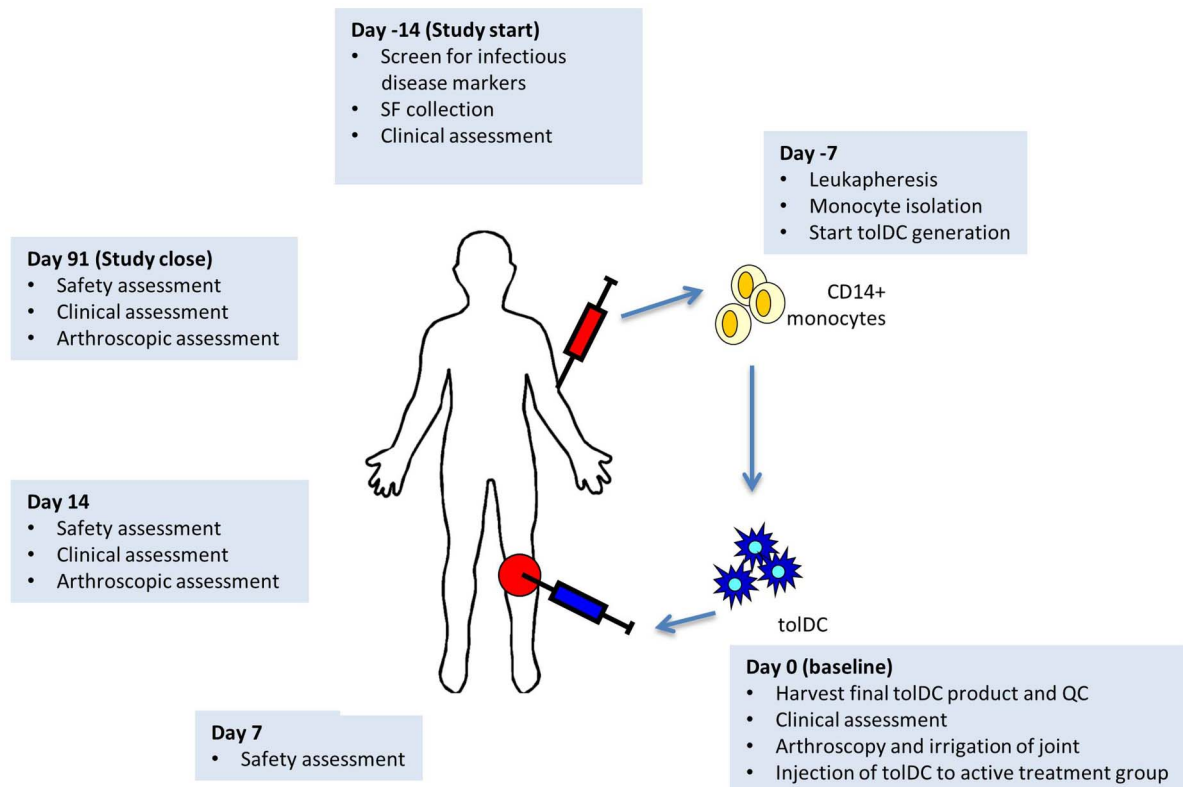 Day -14 (Study start)
• Screen for infectious
disease markers
• SF collection
• Clinical assessment
Day -7
• Leukapheresis
• Monocyte isolation
• Start tolDC generation
CD14+
monocytes
tolDC
Day 0 (baseline)
• Harvest final tolDC product and QC
• Clinical assessment
• Arthroscopy and irrigation of joint
• Injection of tolDC to active treatment group
Day 7
• Safety assessment
Day 14
• Safety assessment
• Clinical assessment
• Arthroscopic assessment
Day 91 (Study close)
• Safety assessment
• Clinical assessment
• Arthroscopic assessment